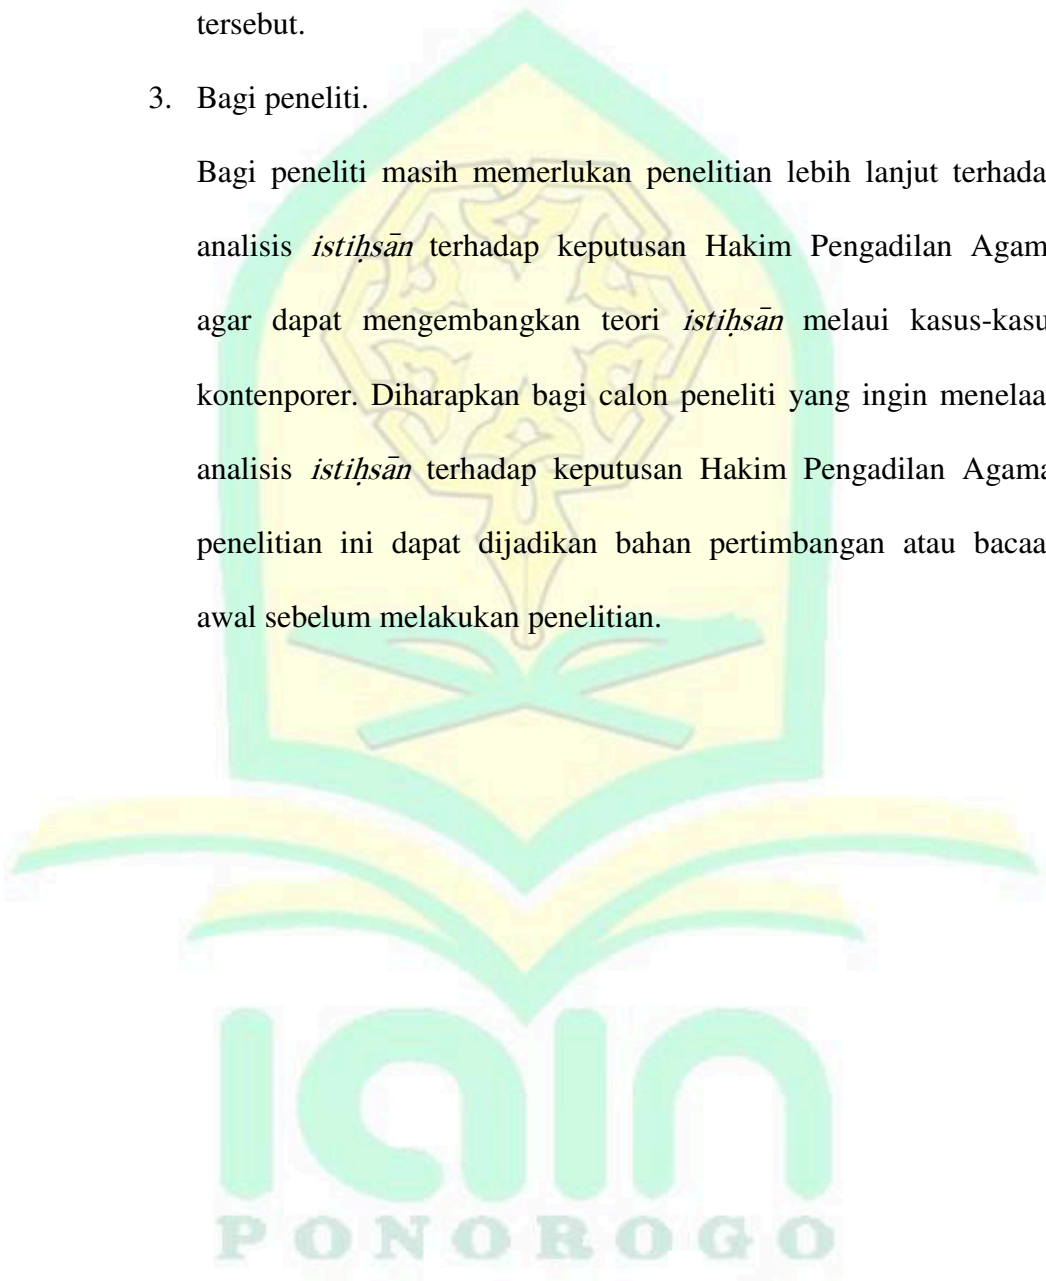 tersebut.
3. Bagi peneliti.
Bagi peneliti masih memerlukan penelitian lebih lanjut terhada
analisis istiḥsān terhadap keputusan Hakim Pengadilan Agam
agar dapat mengembangkan teori istiḥsān melaui kasus-kasu
kontenporer. Diharapkan bagi calon peneliti yang ingin menelaa
analisis istiḥsān terhadap keputusan Hakim Pengadilan Agama
penelitian ini dapat dijadikan bahan pertimbangan atau bacaa
awal sebelum melakukan penelitian.
iain
PONOROGO